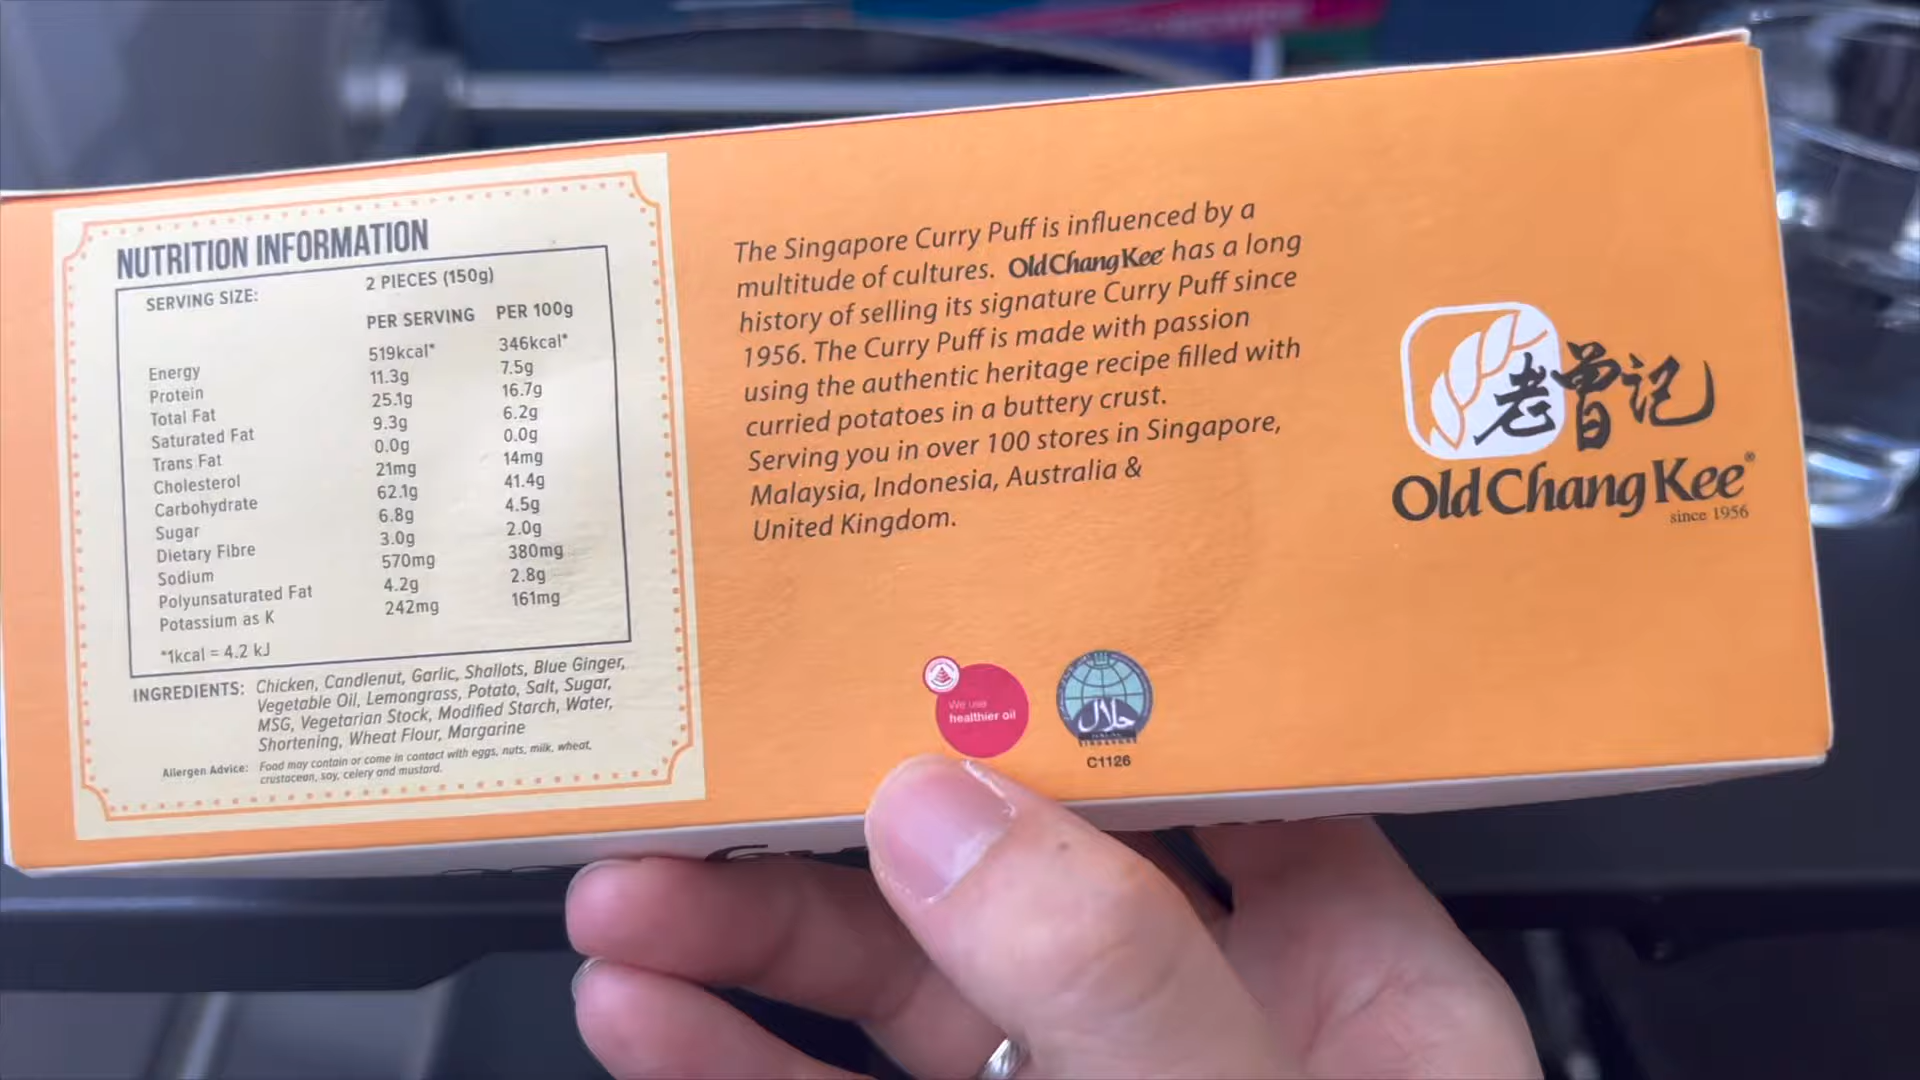 NUTRITION INFORMATION
SERVING SIZE: 2 PIECES (150g)
PER SERVING PER 100g
Energy 519kcal* 346kcal*
Protein 11.3g 7.5g
Total Fat 25.1g 16.7g
Saturated Fat 9.3g 6.2g
Trans Fat 0.0g 0.0g
Cholesterol 21mg 14mg
Carbohydrate 62.1g 41.4g
Sugar 6.8g 4.5g
Dietary Fibre 3.0g 2.0g
Sodium 570mg 380mg
Polyunsaturated Fat 4.2g 2.8g
Potassium as K 242mg 161mg
*1kcal = 4.2 kJ
INGREDIENTS: Chicken, Candlenut, Garlic, Shallots, Blue Ginger,
Vegetable Oil, Lemongrass, Potato, Salt, Sugar,
MSG, Vegetarian Stock, Modified Starch, Water,
Shortening, Wheat Flour, Margarine
Allergen Advice: Food may contain or come in contact with eggs, nuts, milk, wheat,
crustacean, soy, celery and mustard.
The Singapore Curry Puff is influenced by a
multitude of cultures. Old Chang Kee has a long
history of selling its signature Curry Puff since
1956. The Curry Puff is made with passion
using the authentic heritage recipe filled with
curried potatoes in a buttery crust.
Serving you in over 100 stores in Singapore,
Malaysia, Indonesia, Australia &
United Kingdom.
We use
healthier oil
حلال
SINGAPORE
C1126
老曾记
Old Chang Kee®
since 1956